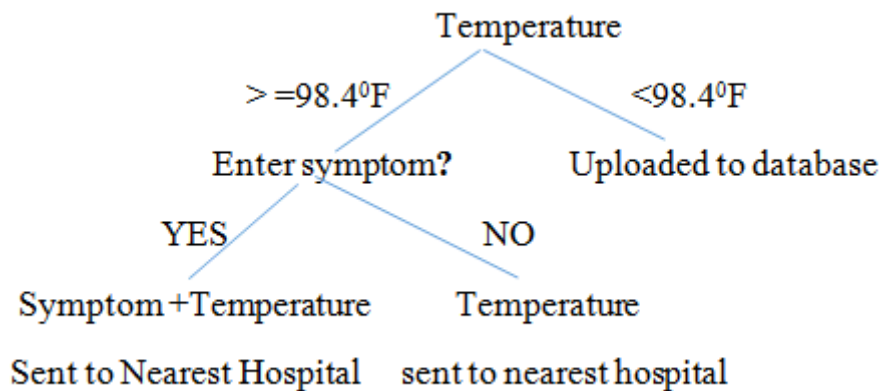 Temperature
> =98.4⁰F <98.4⁰F
Enter symptom? Uploaded to database
YES NO
Symptom+Temperature Temperature
Sent to Nearest Hospital sent to nearest hospital